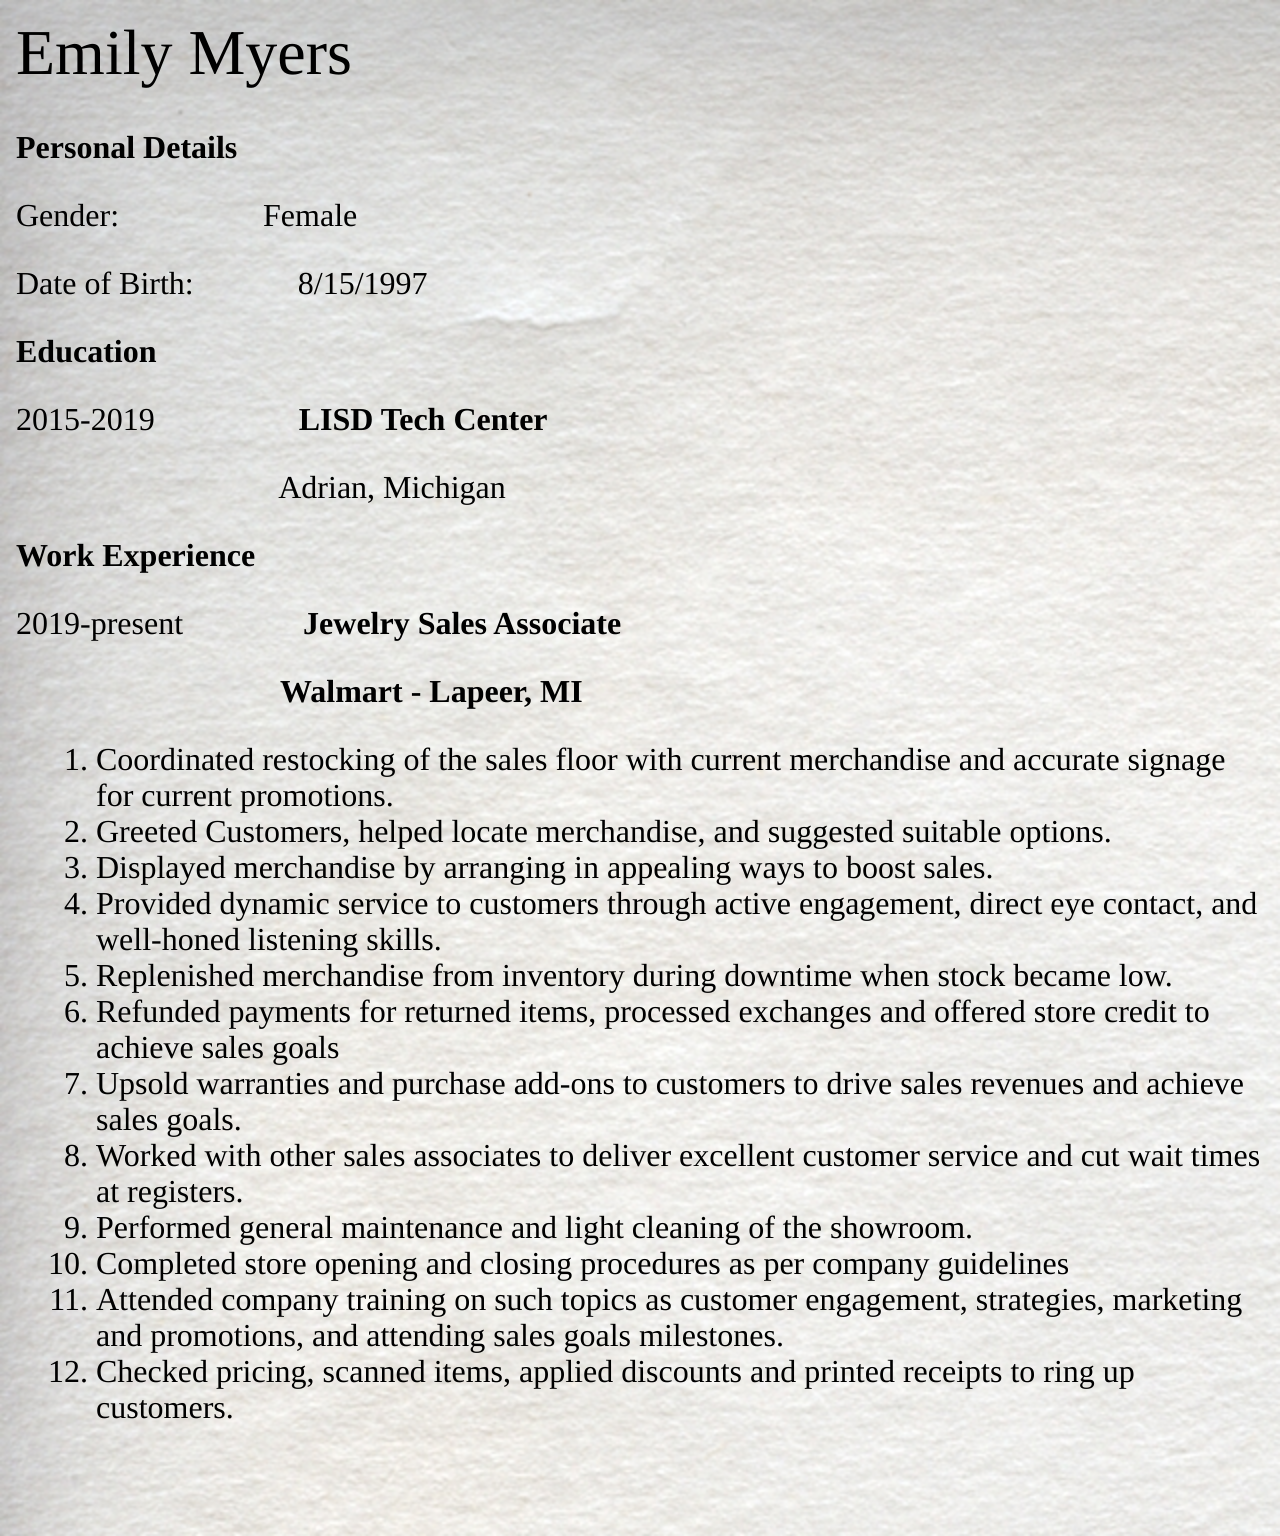 Emily Myers
Personal Details
Gender: Female
Date of Birth: 8/15/1997
Education
2015-2019 LISD Tech Center
Adrian, Michigan
Work Experience
2019-present Jewelry Sales Associate
Walmart - Lapeer, MI
1. Coordinated restocking of the sales floor with current merchandise and accurate signage
for current promotions.
2. Greeted Customers, helped locate merchandise, and suggested suitable options.
3. Displayed merchandise by arranging in appealing ways to boost sales.
4. Provided dynamic service to customers through active engagement, direct eye contact, and
well-honed listening skills.
5. Replenished merchandise from inventory during downtime when stock became low.
6. Refunded payments for returned items, processed exchanges and offered store credit to
achieve sales goals
7. Upsold warranties and purchase add-ons to customers to drive sales revenues and achieve
sales goals.
8. Worked with other sales associates to deliver excellent customer service and cut wait times
at registers.
9. Performed general maintenance and light cleaning of the showroom.
10. Completed store opening and closing procedures as per company guidelines
11. Attended company training on such topics as customer engagement, strategies, marketing
and promotions, and attending sales goals milestones.
12. Checked pricing, scanned items, applied discounts and printed receipts to ring up
customers.